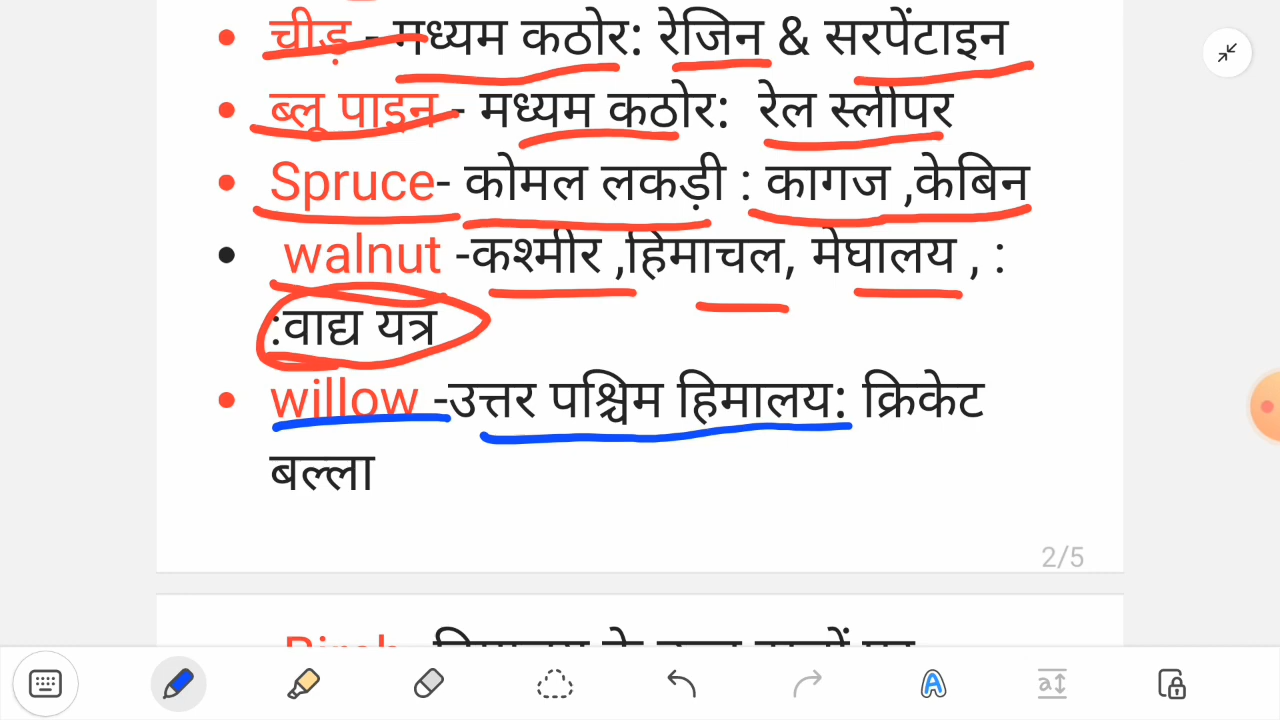 चीड़ - मध्यम कठोर: रेजिन & सरपेंटाइन
ब्लू पाइन - मध्यम कठोर: रेल स्लीपर
Spruce- कोमल लकड़ी : कागज ,केबिन
walnut -कश्मीर ,हिमाचल, मेघालय , :
:वाद्य यत्र
willow -उत्तर पश्चिम हिमालय: क्रिकेट
बल्ला
2/5